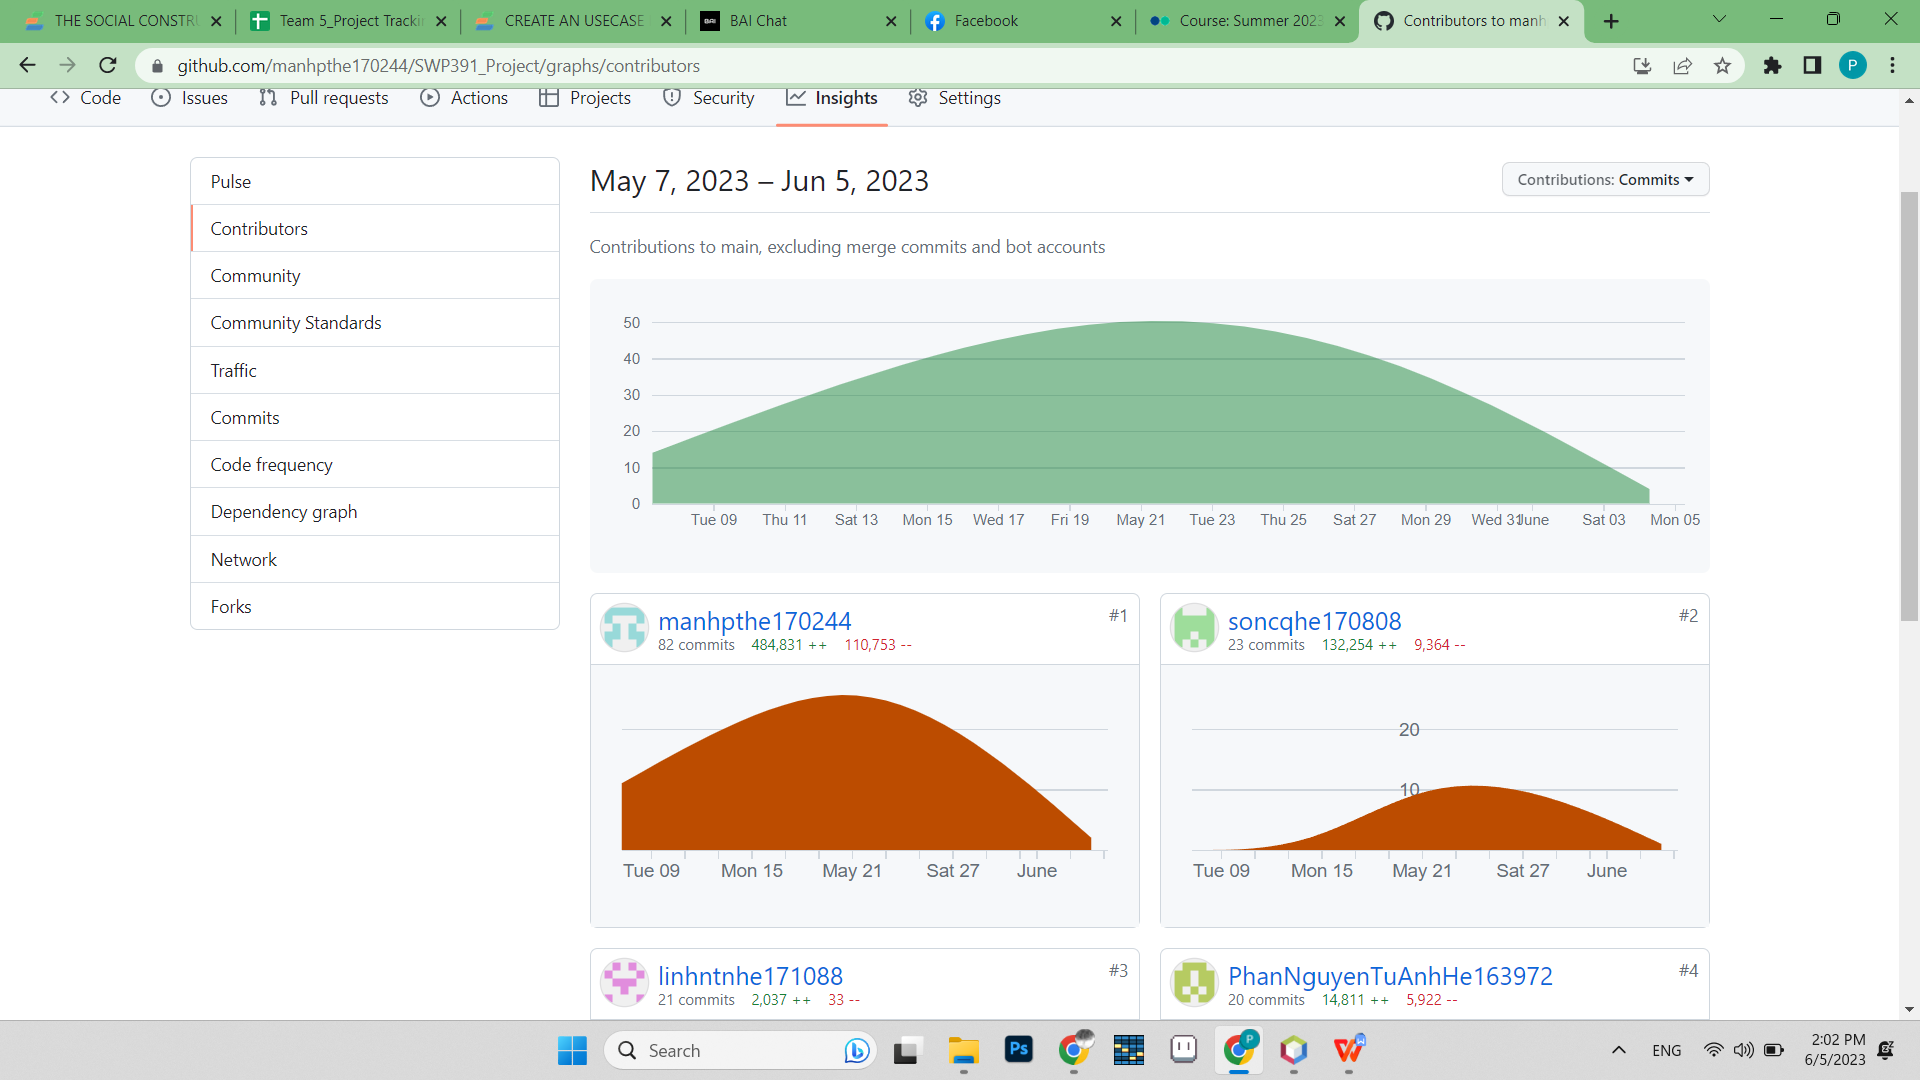 THE SOCIAL CONSTRU
Team 5_Project Trackin
CREATE AN USECASE
BAI Chat
Facebook
Course: Summer 2023
Contributors to manh
github.com/manhpthe170244/SWP391_Project/graphs/contributors
P
Code
Issues
Pull requests
Actions
Projects
Security
Insights
Settings
Pulse
Contributors
Community
Community Standards
Traffic
Commits
Code frequency
Dependency graph
Network
Forks
May 7, 2023 – Jun 5, 2023
Contributions: Commits
Contributions to main, excluding merge commits and bot accounts
50
40
30
20
10
0
Tue 09 Thu 11 Sat 13 Mon 15 Wed 17 Fri 19 May 21 Tue 23 Thu 25 Sat 27 Mon 29 Wed 31 June Sat 03 Mon 05
manhpthe170244
#1
82 commits 484,831 ++ 110,753 --
Tue 09 Mon 15 May 21 Sat 27 June
soncqhe170808
#2
23 commits 132,254 ++ 9,364 --
20
10
Tue 09 Mon 15 May 21 Sat 27 June
linhntnhe171088
#3
21 commits 2,037 ++ 33 --
PhanNguyenTuAnhHe163972
#4
20 commits 14,811 ++ 5,922 --
Search
Ps
P
ENG
2:02 PM
6/5/2023